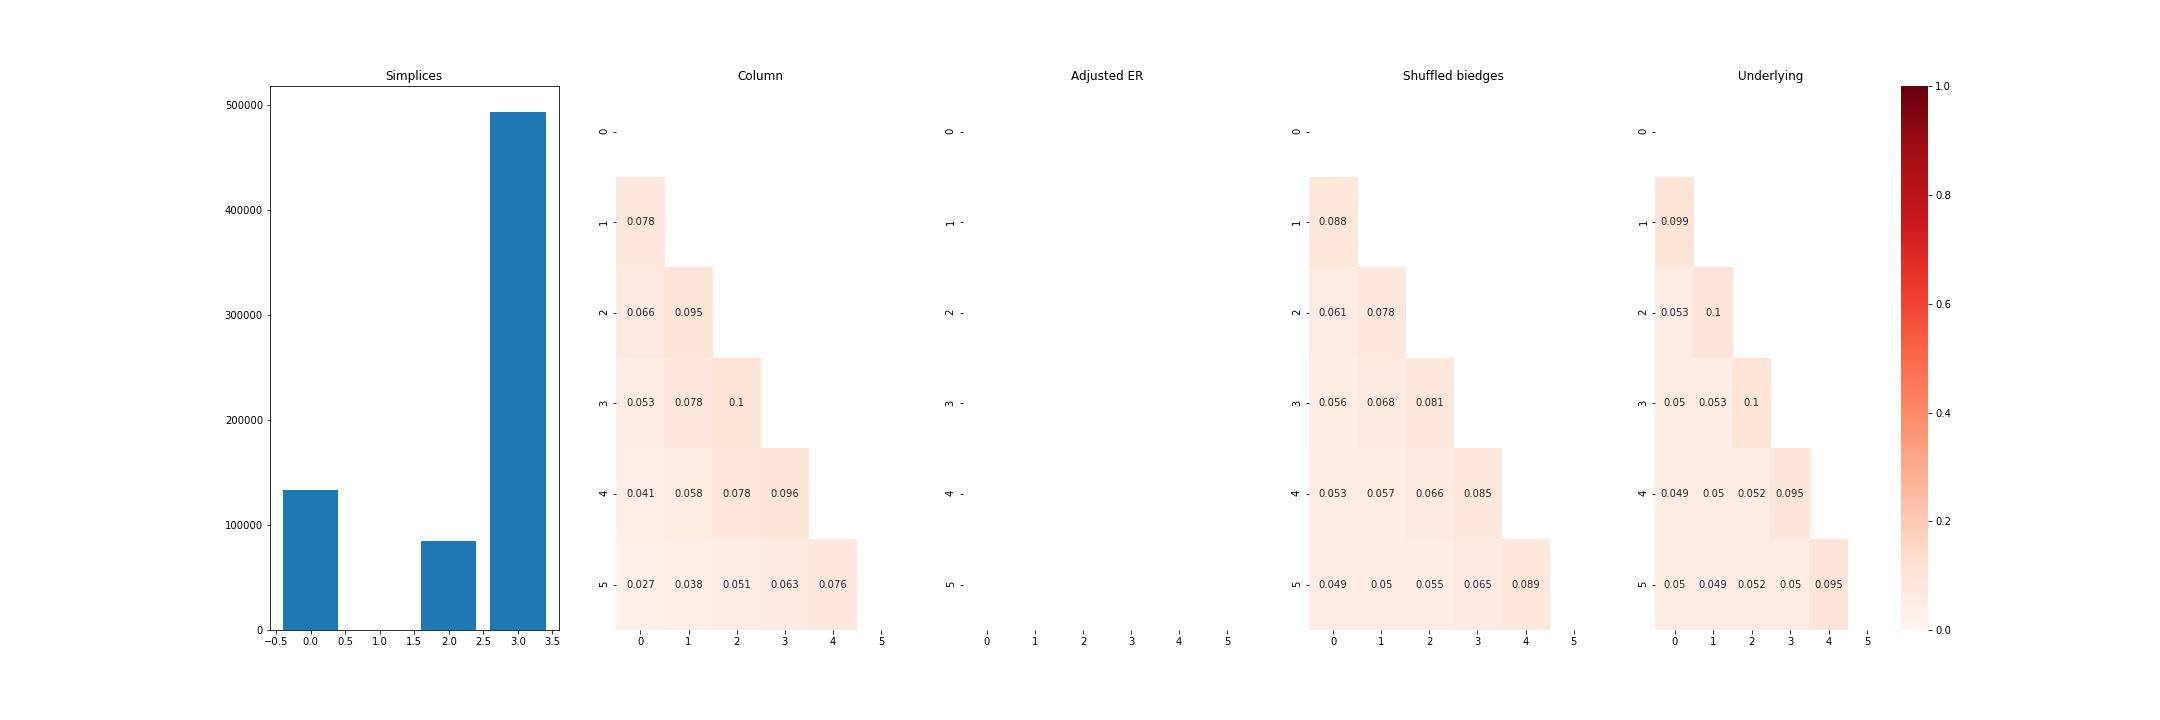 Simplices Column Adjusted ER Shuffled biedges Underlying
500000 1.0
0 0 0 0
400000 0.8
1 0.078 1 1 0.088 1 0.099
300000 0.6
2 0.066 0.095 2 2 0.061 0.078 2 0.053 0.1
200000 0.4
3 0.053 0.078 0.1 3 3 0.056 0.068 0.081 3 0.05 0.053 0.1
100000 0.2
4 0.041 0.058 0.078 0.096 4 4 0.053 0.057 0.066 0.085 4 0.049 0.05 0.052 0.095
5 0.027 0.038 0.051 0.063 0.076 5 5 0.049 0.05 0.055 0.065 0.089 5 0.05 0.049 0.052 0.05 0.095
0 0.0
−0.5 0.0 0.5 1.0 1.5 2.0 2.5 3.0 3.5 0 1 2 3 4 5 0 1 2 3 4 5 0 1 2 3 4 5 0 1 2 3 4 5